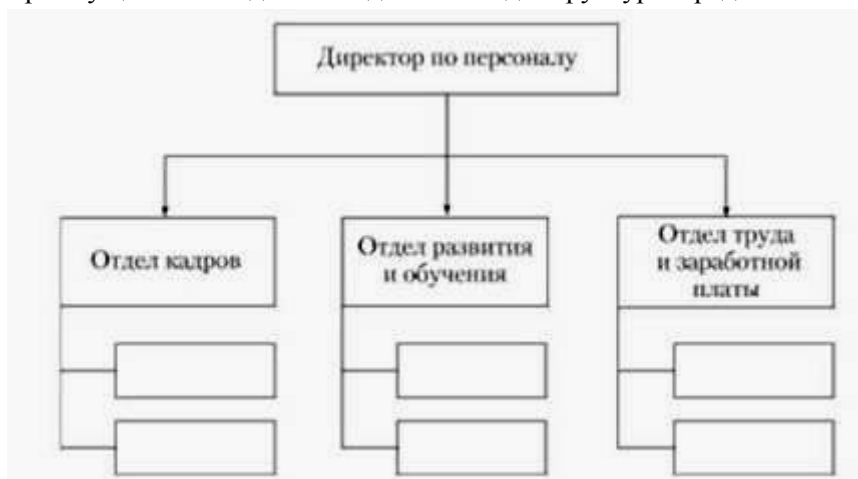 Директор по персоналу
Отдел кадров
Отдел развития
и обучения
Отдел труда
и заработной
платы